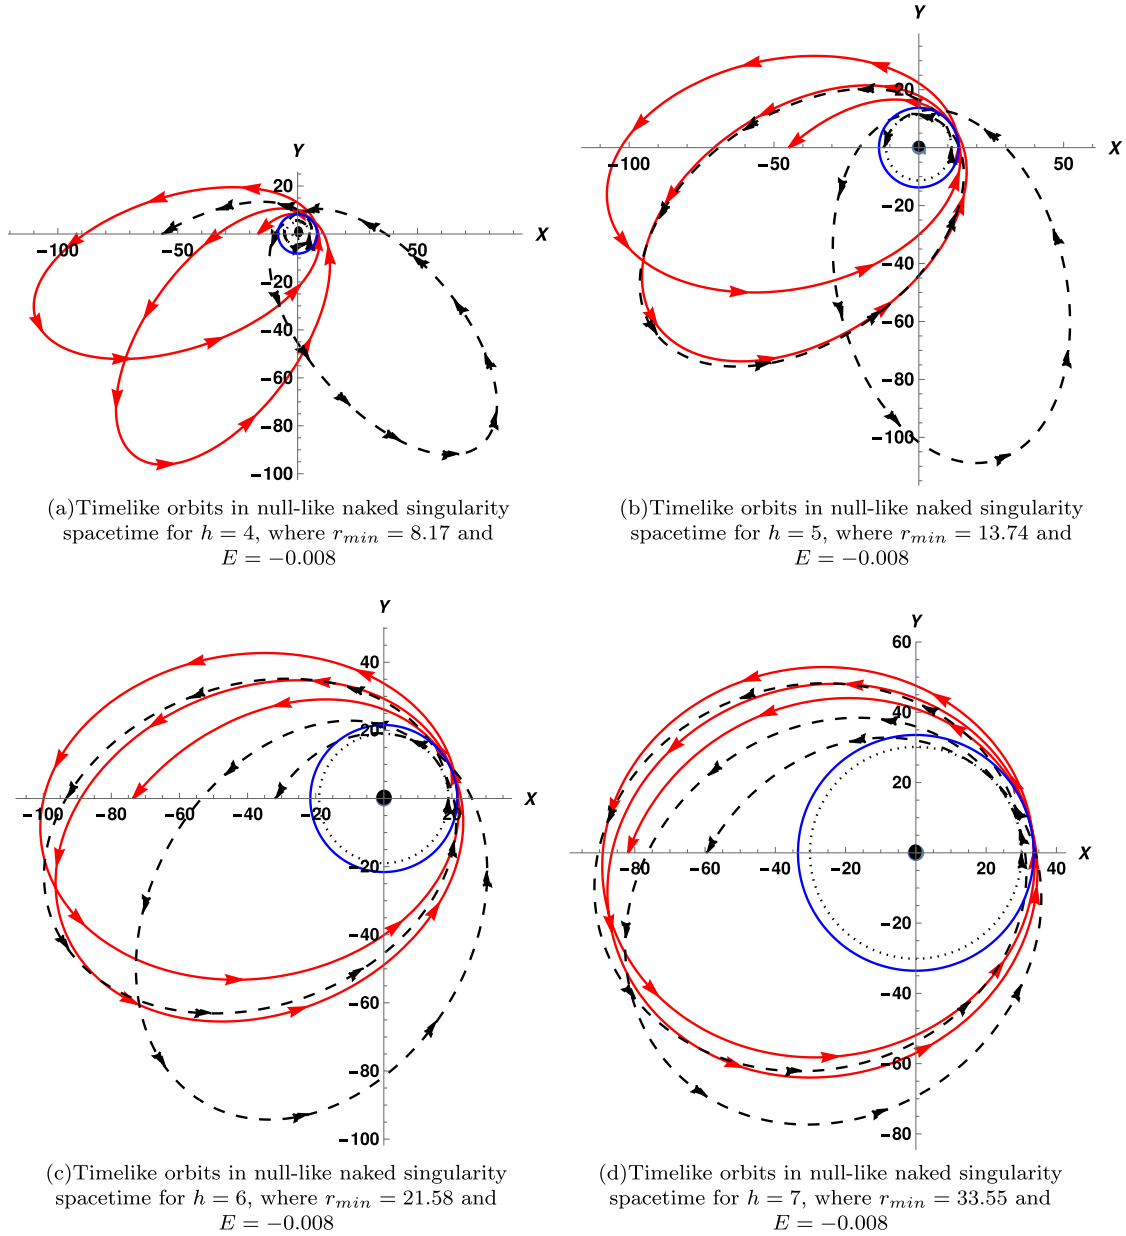 Y
20
−100
−50
50
X
−20
−40
−60
−80
−100
(a)Timelike orbits in null-like naked singularity
spacetime for h = 4, where r_min = 8.17 and
E = −0.008
Y
20
−100
−50
50
X
−20
−40
−60
−80
−100
(b)Timelike orbits in null-like naked singularity
spacetime for h = 5, where r_min = 13.74 and
E = −0.008
Y
40
20
−100
−80
−60
−40
−20
20
X
−20
−40
−60
−80
−100
(c)Timelike orbits in null-like naked singularity
spacetime for h = 6, where r_min = 21.58 and
E = −0.008
Y
60
40
20
−80
−60
−40
−20
20
40
X
−20
−40
−60
−80
(d)Timelike orbits in null-like naked singularity
spacetime for h = 7, where r_min = 33.55 and
E = −0.008